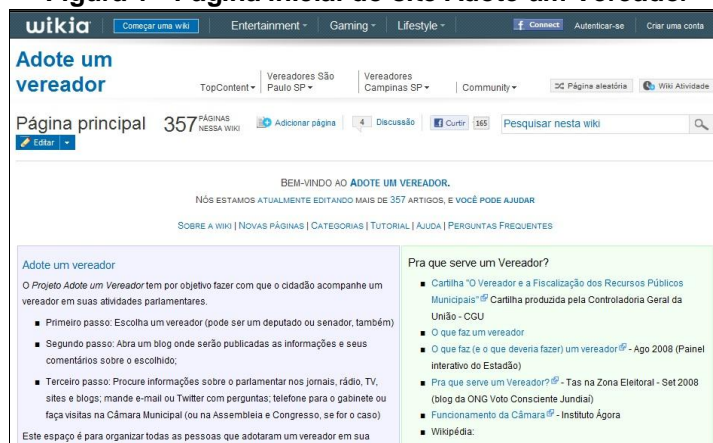 Figura 1 - Página inicial do site Adote um Vereador
wikia Começar uma wiki Entertainment Gaming Lifestyle f Connect Autenticar-se Criar uma conta
Adote um
vereador
TopContent Vereadores São
Paulo SP Vereadores
Campinas SP Community Página aleatória Wiki Atividade
Página principal 357 PÁGINAS
NESSA WIKI Adicionar página 4 Discussão Curtir 165 Pesquisar nesta wiki
Editar
BEM-VINDO AO ADOTE UM VEREADOR.
NÓS ESTAMOS ATUALMENTE EDITANDO MAIS DE 357 ARTIGOS, E VOCÊ PODE AJUDAR
SOBRE A WIKI | NOVAS PÁGINAS | CATEGORIAS | TUTORIAL | AJUDA | PERGUNTAS FREQUENTES
Adote um vereador
O Projeto Adote um Vereador tem por objetivo fazer com que o cidadão acompanhe um
vereador em suas atividades parlamentares.
■ Primeiro passo: Escolha um vereador (pode ser um deputado ou senador, também)
■ Segundo passo: Abra um blog onde serão publicadas as informações e seus
comentários sobre o escolhido;
■ Terceiro passo: Procure informações sobre o parlamentar nos jornais, rádio, TV,
sites e blogs; mande e-mail ou Twitter com perguntas; telefone para o gabinete ou
faça visitas na Câmara Municipal (ou na Assembleia e Congresso, se for o caso)
Este espaço é para organizar todas as pessoas que adotaram um vereador em sua
Pra que serve um Vereador?
■ Cartilha "O Vereador e a Fiscalização dos Recursos Públicos
Municipais" Cartilha produzida pela Controladoria Geral da
União - CGU
■ O que faz um vereador
■ O que faz (e o que deveria fazer) um vereador - Ago 2008 (Painel
interativo do Estadão)
■ Pra que serve um Vereador? - Tas na Zona Eleitoral - Set 2008
(blog da ONG Voto Consciente Jundiaí)
■ Funcionamento da Câmara - Instituto Ágora
■ Wikipédia: